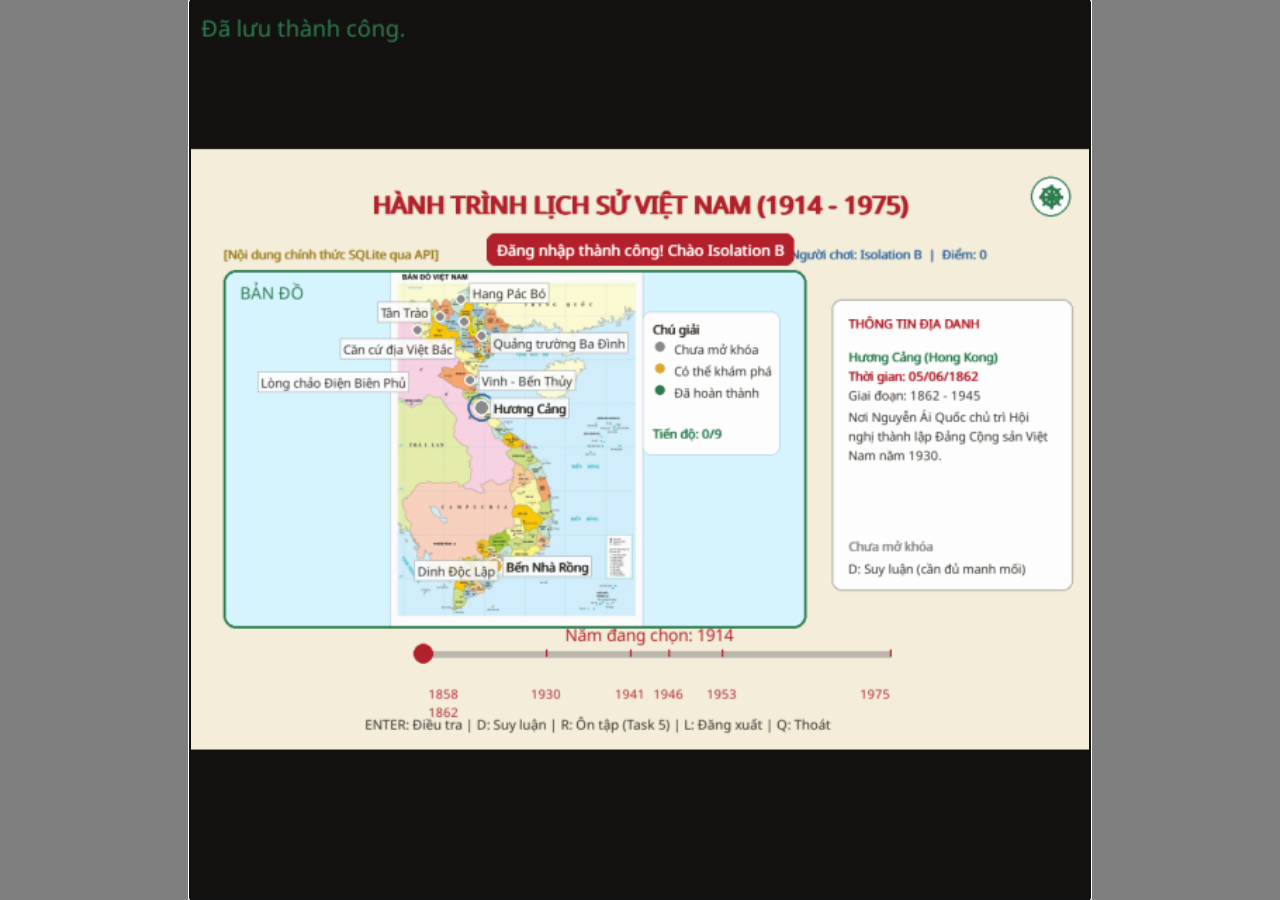 Đã lưu thành công.
HÀNH TRÌNH LỊCH SỬ VIỆT NAM (1914 - 1975)
[Nội dung chính thức SQLite qua API]
Đăng nhập thành công! Chào Isolation B
Người chơi: Isolation B | Điểm: 0
BẢN ĐỒ
BẢN ĐỒ VIỆT NAM
Hang Pác Bó
TRUNG QUỐC
Tân Trào
Căn cứ địa Việt Bắc
Quảng trường Ba Đình
Lòng chảo Điện Biên Phủ
Vinh - Bến Thủy
Hương Cảng
THÁI LAN
CAMPUCHIA
Dinh Độc Lập
Bến Nhà Rồng
Chú giải
Chưa mở khóa
Có thể khám phá
Đã hoàn thành
Tiến độ: 0/9
THÔNG TIN ĐỊA DANH
Hương Cảng (Hong Kong)
Thời gian: 05/06/1862
Giai đoạn: 1862 - 1945
Nơi Nguyễn Ái Quốc chủ trì Hội
nghị thành lập Đảng Cộng sản Việt
Nam năm 1930.
Chưa mở khóa
D: Suy luận (cần đủ manh mối)
Năm đang chọn: 1914
1858 1930 1941 1946 1953 1975
1862
ENTER: Điều tra | D: Suy luận | R: Ôn tập (Task 5) | L: Đăng xuất | Q: Thoát